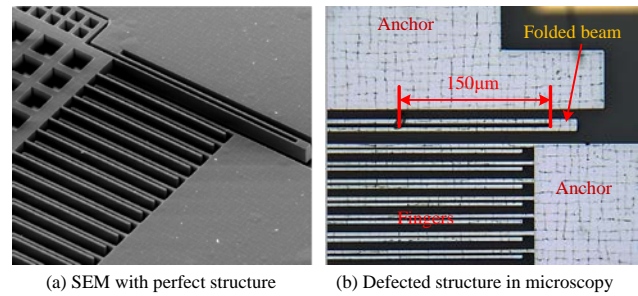 Folded beam
Anchor
150μm
Anchor
Fingers
(a) SEM with perfect structure
(b) Defected structure in microscopy